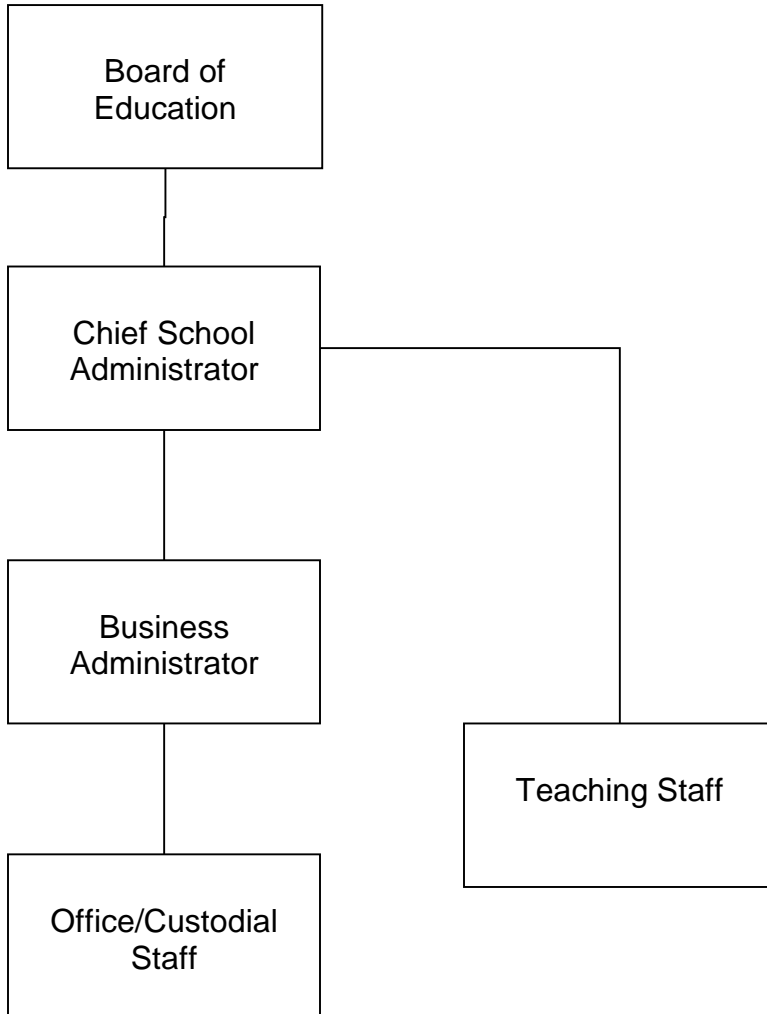 Board of
Education
Chief School
Administrator
Business
Administrator
Teaching Staff
Office/Custodial
Staff